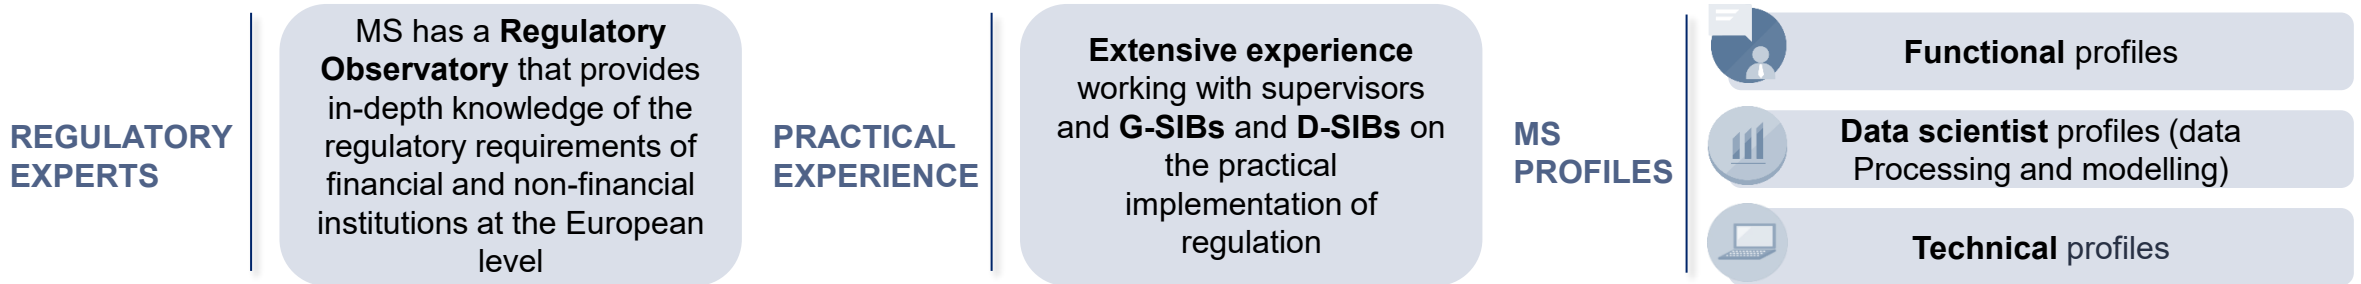 REGULATORY
EXPERTS
MS has a Regulatory
Observatory that provides
in-depth knowledge of the
regulatory requirements of
financial and non-financial
institutions at the European
level
PRACTICAL
EXPERIENCE
Extensive experience
working with supervisors
and G-SIBs and D-SIBs on
the practical
implementation of
regulation
MS
PROFILES
Functional profiles
Data scientist profiles (data
Processing and modelling)
Technical profiles